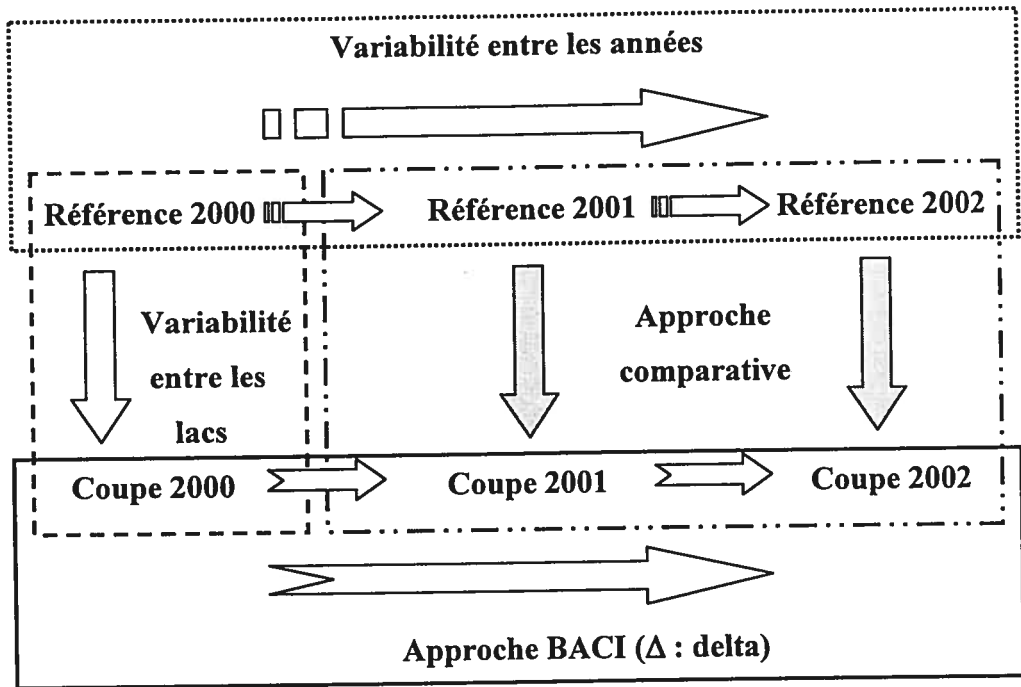 Variabilité entre les années
Référence 2000
Référence 2001
Référence 2002
Variabilité
entre les
lacs
Approche
comparative
Coupe 2000
Coupe 2001
Coupe 2002
Approche BACI (Δ : delta)